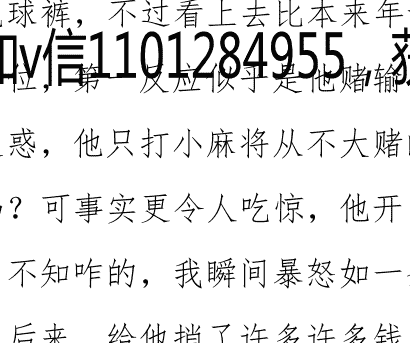 球裤，不过看上去比本来年
加v信1101284955，获
位，第一反应似乎是他赌输
惑，他只打小麻将从不大赌
？可事实更令人吃惊，他开
不知咋的，我瞬间暴怒如一
后来 给他 了许多许多钱